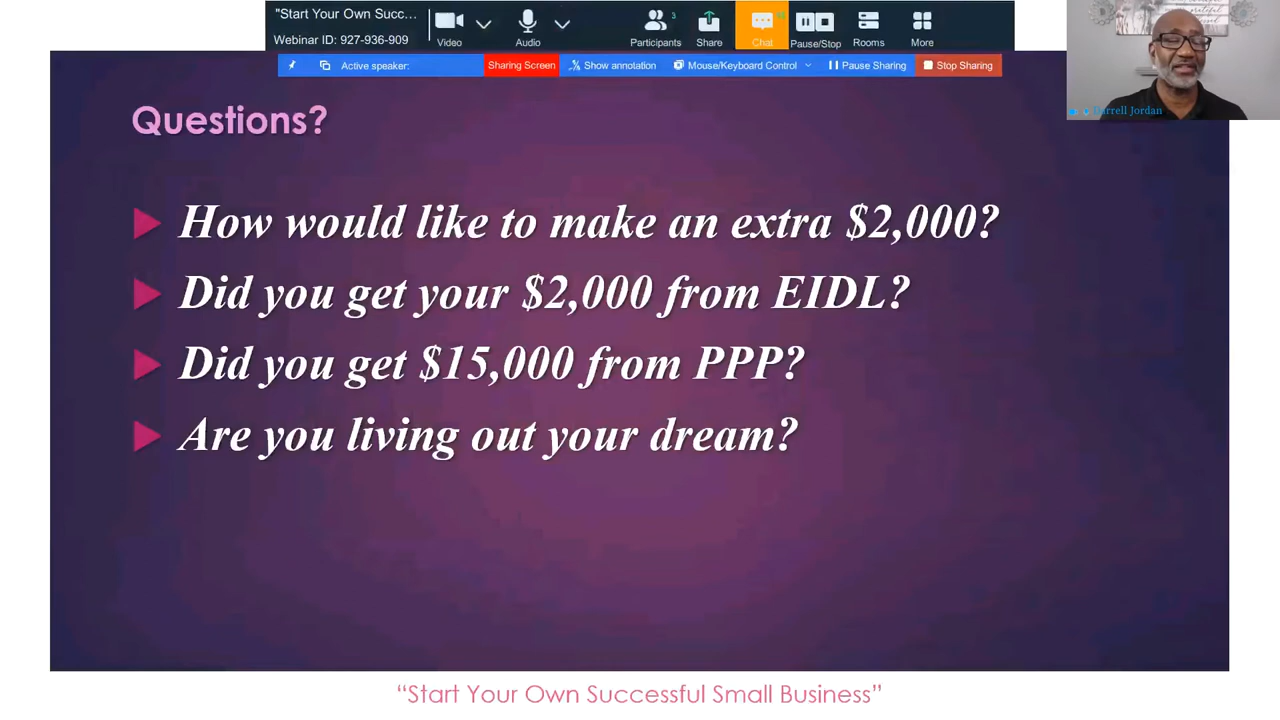 "Start Your Own Succ...
Webinar ID: 927-936-909
Video
Audio
Participants
3
Share
Chat
Pause/Stop
Rooms
More
Active speaker:
Sharing Screen
Show annotation
Mouse/Keyboard Control
Pause Sharing
Stop Sharing
Jordan
Questions?
How would like to make an extra $2,000?
Did you get your $2,000 from EIDL?
Did you get $15,000 from PPP?
Are you living out your dream?
“Start Your Own Successful Small Business”